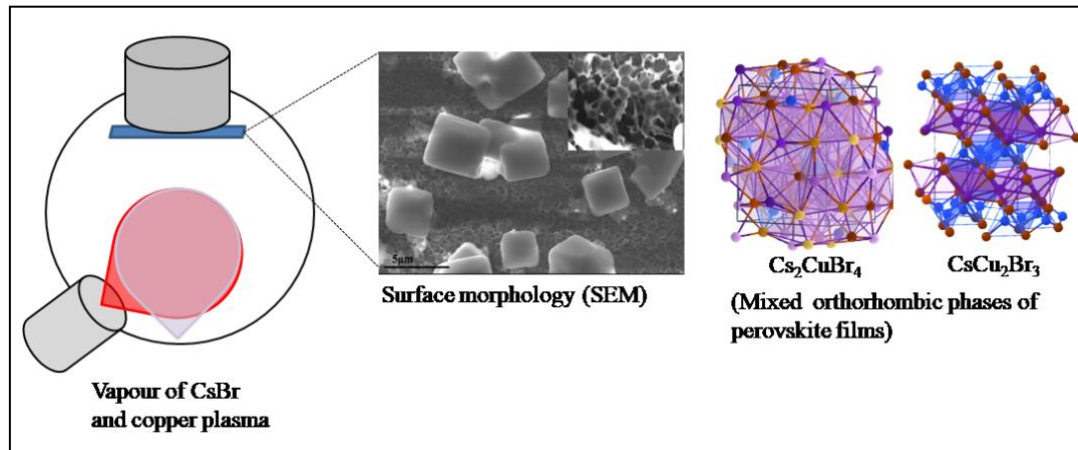 Vapour of CsBr
and copper plasma
5μm
Surface morphology (SEM)
Cs₂CuBr₄
CsCu₂Br₃
(Mixed orthorhombic phases of
perovskite films)